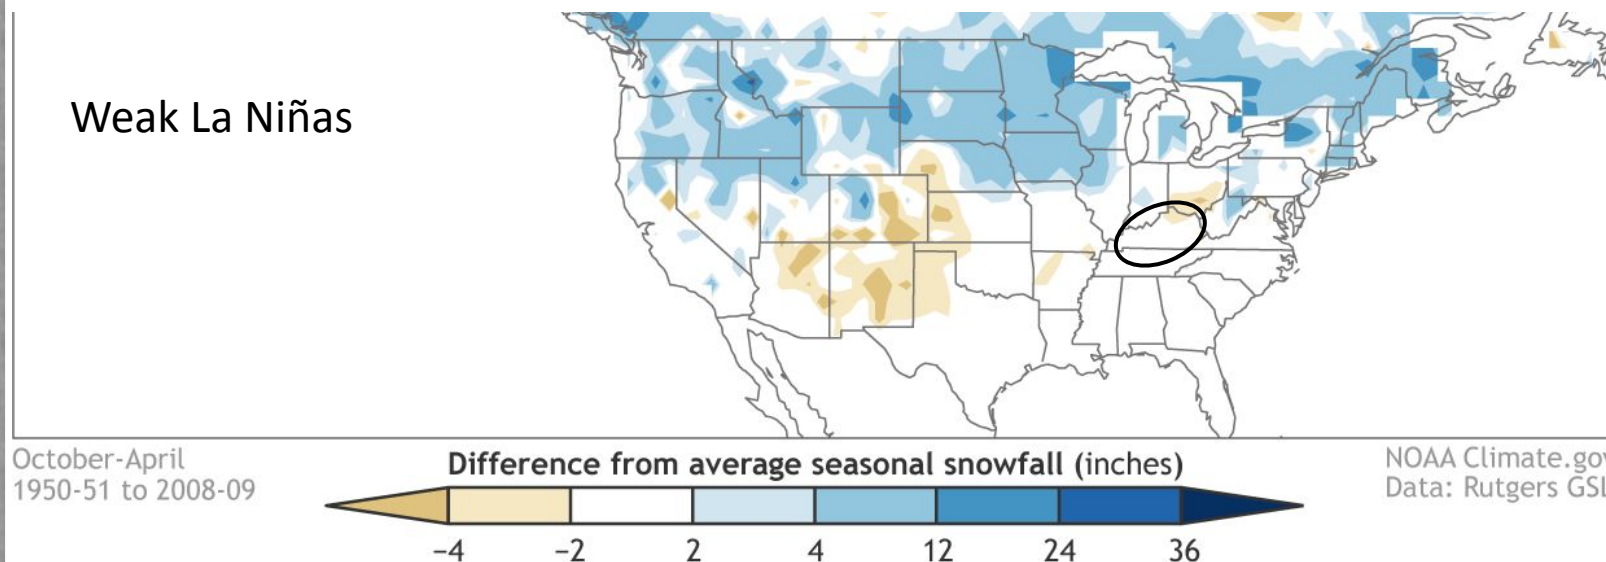 Weak La Niñas
October-April
1950-51 to 2008-09
Difference from average seasonal snowfall (inches)
−4 −2 2 4 12 24 36
NOAA Climate.gov
Data: Rutgers GSL